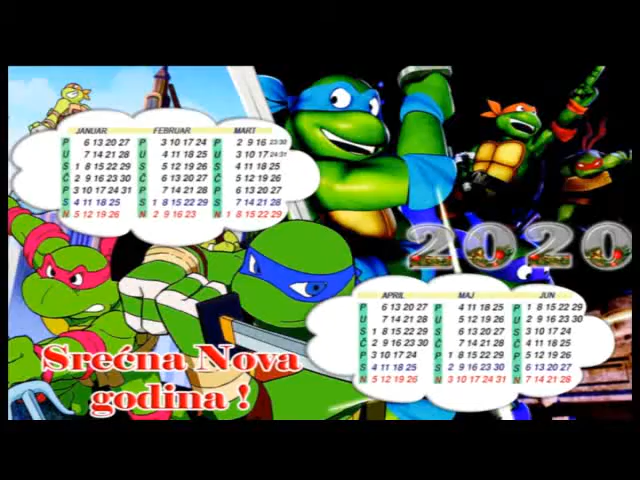 JANUAR FEBRUAR MART
P 6 13 20 27 P 3 10 17 24 P 2 9 16 23/30
U 7 14 21 28 U 4 11 18 25 U 3 10 17 24/31
S 1 8 15 22 29 S 5 12 19 26 S 4 11 18 25
Č 2 9 16 23 30 Č 6 13 20 27 Č 5 12 19 26
P 3 10 17 24 31 P 7 14 21 28 P 6 13 20 27
S 4 11 18 25 S 1 8 15 22 29 S 7 14 21 28
N 5 12 19 26 N 2 9 16 23 N 1 8 15 22 29
2020
APRIL MAJ JUN
P 6 13 20 27 P 4 11 18 25 P 1 8 15 22 29
U 7 14 21 28 U 5 12 19 26 U 2 9 16 23 30
S 1 8 15 22 29 S 6 13 20 27 S 3 10 17 24
Č 2 9 16 23 30 Č 7 14 21 28 Č 4 11 18 25
P 3 10 17 24 P 1 8 15 22 29 P 5 12 19 26
S 4 11 18 25 S 2 9 16 23 30 S 6 13 20 27
N 5 12 19 26 N 3 10 17 24 31 N 7 14 21 28
Srećna Nova
godina !